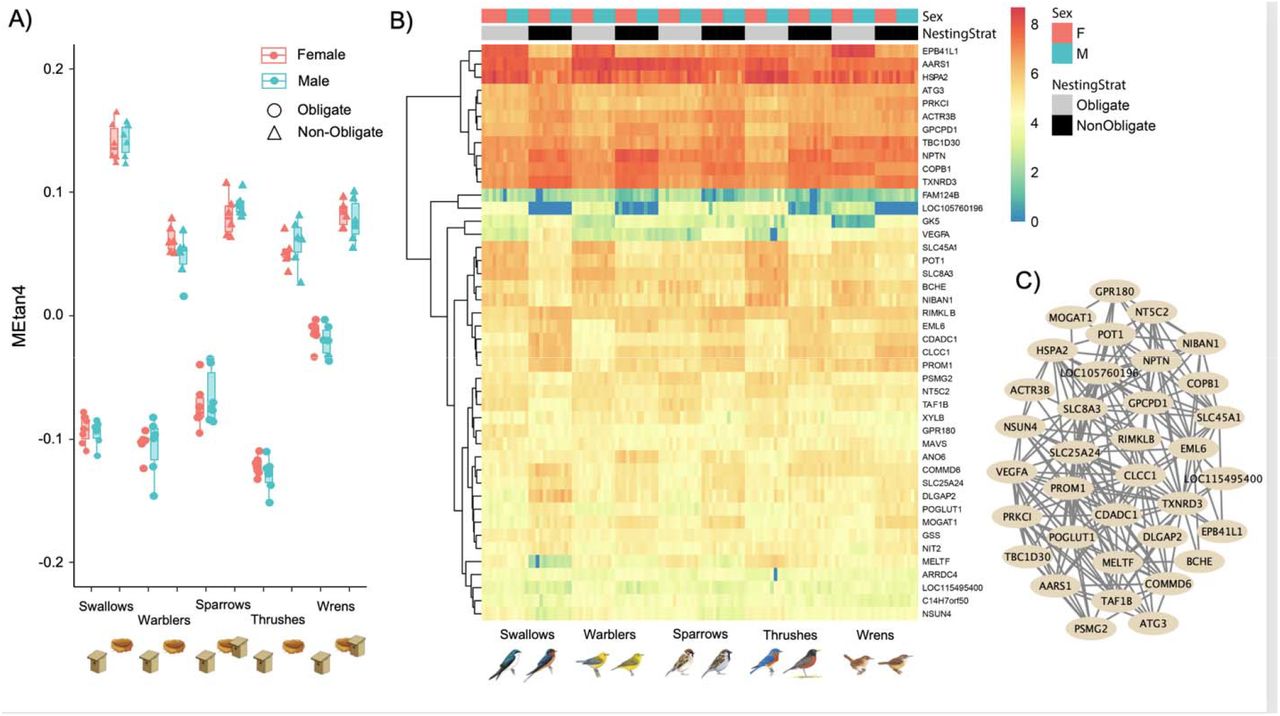 A)
0.2
0.1
0.0
-0.1
-0.2
MEtan4
Female
Male
Obligate
Non-Obligate
Swallows
Warblers
Sparrows
Thrushes
Wrens
B)
Sex
NestingStrat
EPB41L1
AARS1
HSPA2
ATG3
PRKCI
ACTR3B
GPCPD1
TBC1D30
NPTN
COPB1
TXNRD3
FAM124B
LOC105760196
GK5
VEGFA
SLC45A1
POT1
SLC8A3
BCHE
NIBAN1
RIMKLB
EML6
CDADC1
CLCC1
PROM1
PSMG2
NT5C2
TAF1B
XYLB
GPR180
MAVS
ANO6
COMMD6
SLC25A24
DLGAP2
POGLUT1
MOGAT1
GSS
NIT2
MELTF
ARRDC4
LOC115495400
C14H7orf50
NSUN4
Swallows
Warblers
Sparrows
Thrushes
Wrens
8
6
4
2
0
Sex
F
M
NestingStrat
Obligate
NonObligate
C)
GPR180
MOGAT1
NT5C2
POT1
HSPA2
NIBAN1
NPTN
LOC105760196
COPB1
ACTR3B
SLC8A3
GPCPD1
SLC45A1
NSUN4
RIMKLB
EML6
SLC25A24
VEGFA
CLCC1
LOC115495400
PROM1
TXNRD3
PRKCI
CDADC1
EPB41L1
POGLUT1
DLGAP2
TBC1D30
MELTF
BCHE
AARS1
COMMD6
TAF1B
PSMG2
ATG3